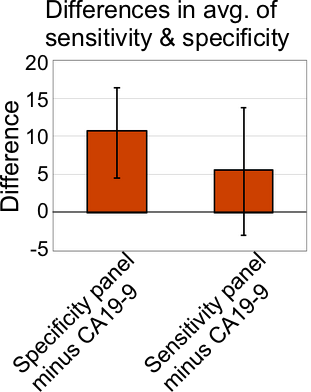 Differences in avg. of
sensitivity & specificity
Difference
20
15
10
5
0
-5
Specificity panel
minus CA19-9
Sensitivity panel
minus CA19-9